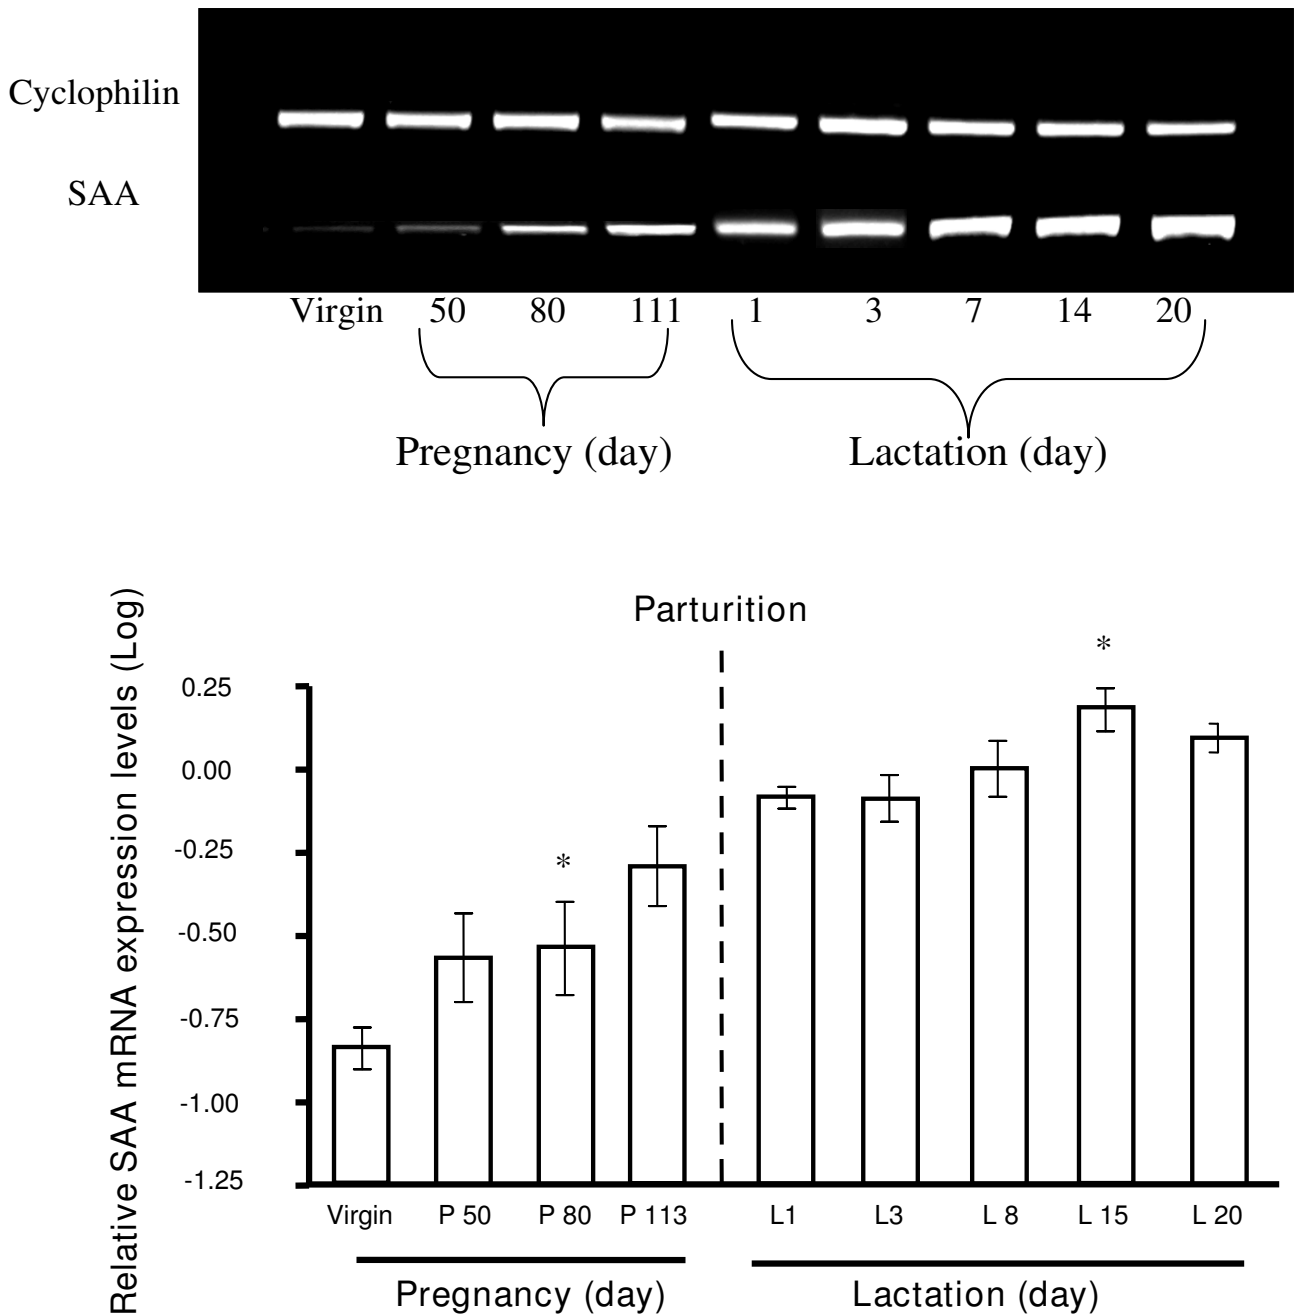 Cyclophilin
SAA
Virgin 50 80 111 1 3 7 14 20
Pregnancy (day) Lactation (day)
Parturition
Relative SAA mRNA expression levels (Log)
0.25
0.00
-0.25
-0.50
-0.75
-1.00
-1.25
*
*
Virgin P 50 P 80 P 113 L1 L3 L 8 L 15 L 20
Pregnancy (day) Lactation (day)